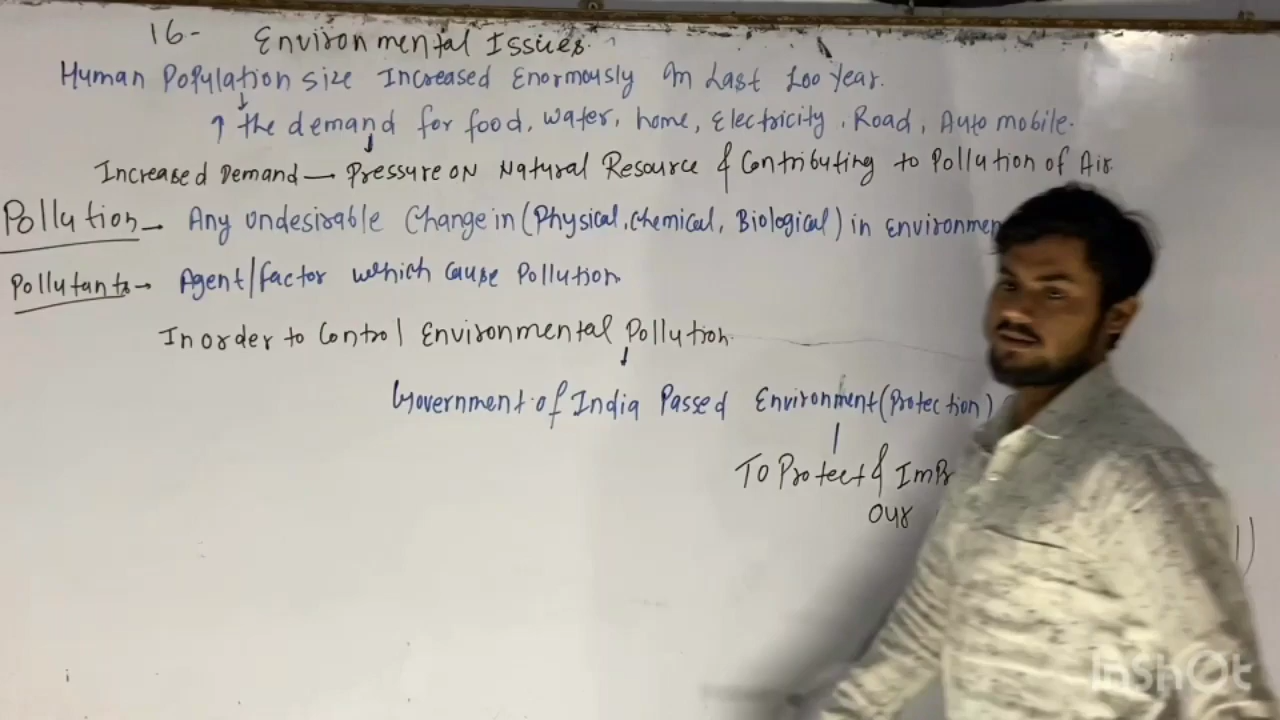 16- Environmental Issues.
Human Population size Increased Enormously In Last 100 Year.
↑ the demand for food, water, home, Electricity, Road, Automobile.
Increased Demand → Pressure on Natural Resource & Contributing to Pollution of Air.
Pollution → Any undesirable Change in (Physical, Chemical, Biological) in Environmen
Pollutants → Agent/factor which cause Pollution
In order to Control Environmental Pollution.
Government of India Passed Environment (Protection)
To Protect & Impr
our
InShOt